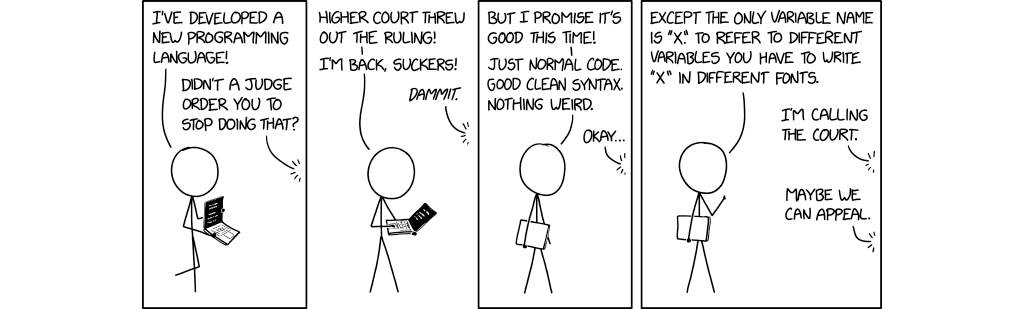 I'VE DEVELOPED A
NEW PROGRAMMING
LANGUAGE!
DIDN'T A JUDGE
ORDER YOU TO
STOP DOING THAT?
HIGHER COURT THREW
OUT THE RULING!
I'M BACK, SUCKERS!
DAMMIT.
BUT I PROMISE IT'S
GOOD THIS TIME!
JUST NORMAL CODE.
GOOD CLEAN SYNTAX.
NOTHING WEIRD.
OKAY...
EXCEPT THE ONLY VARIABLE NAME
IS "X." TO REFER TO DIFFERENT
VARIABLES YOU HAVE TO WRITE
"X" IN DIFFERENT FONTS.
I'M CALLING
THE COURT.
MAYBE WE
CAN APPEAL.